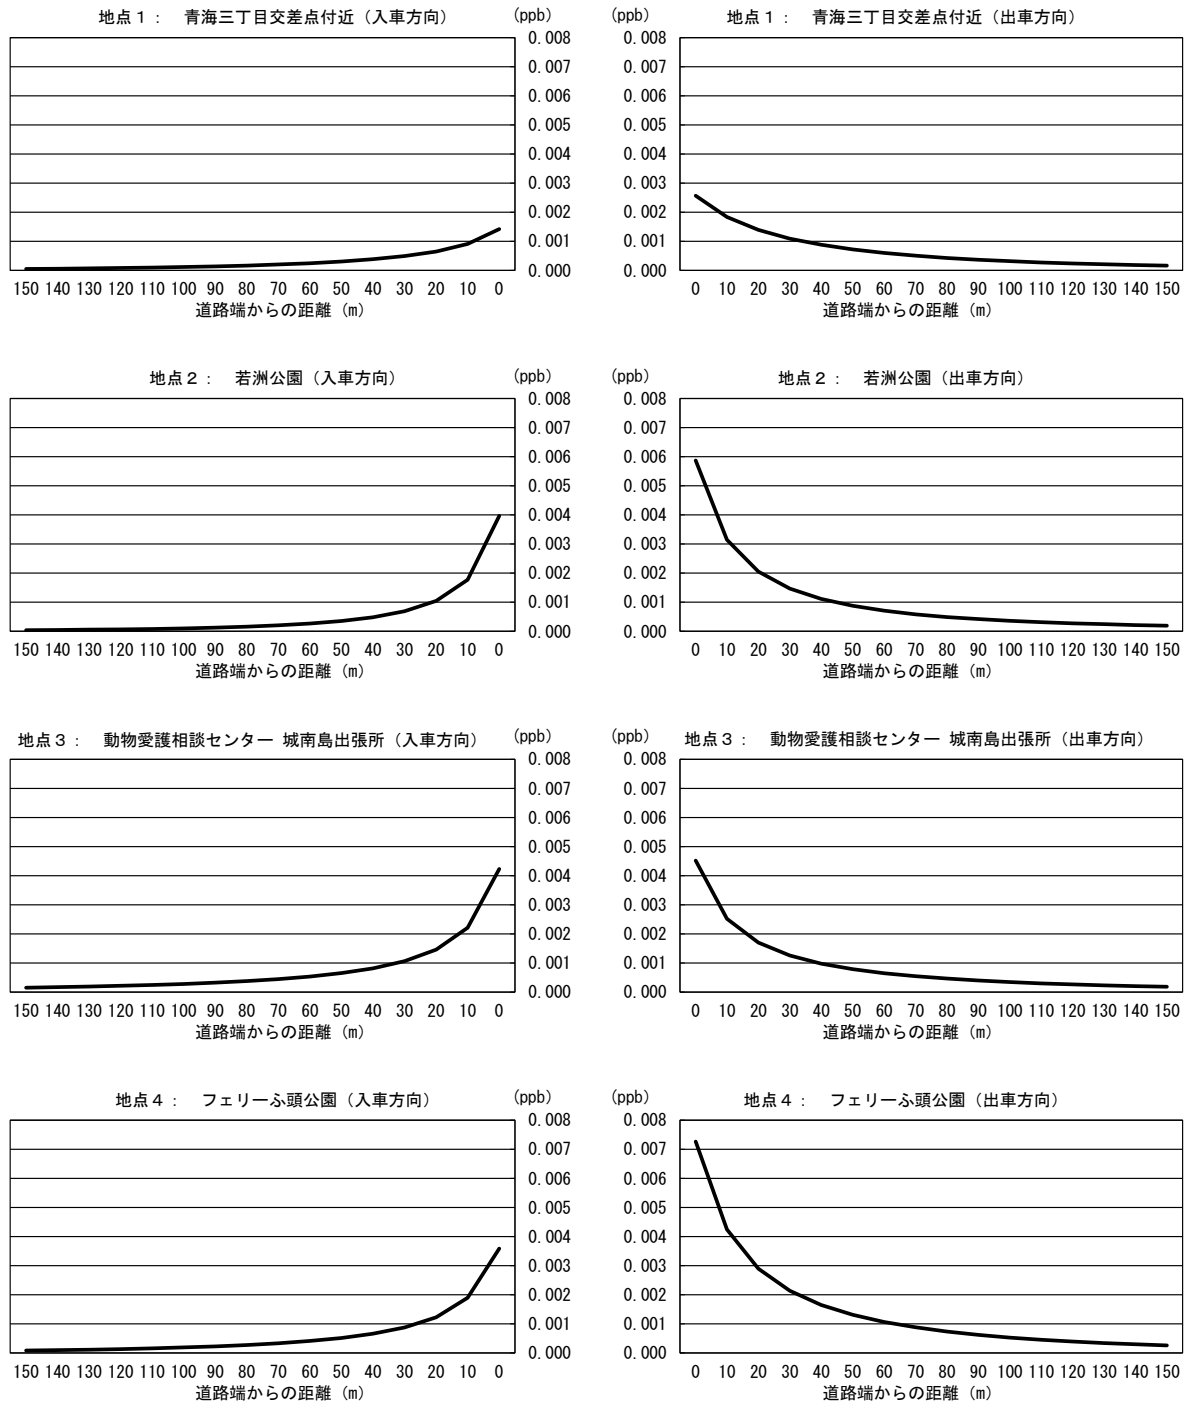 地点１： 青海三丁目交差点付近（入車方向）
(ppb)
0.008
0.007
0.006
0.005
0.004
0.003
0.002
0.001
0.000
150 140 130 120 110 100 90 80 70 60 50 40 30 20 10 0
道路端からの距離（m）
(ppb)
地点１： 青海三丁目交差点付近（出車方向）
0.008
0.007
0.006
0.005
0.004
0.003
0.002
0.001
0.000
0 10 20 30 40 50 60 70 80 90 100 110 120 130 140 150
道路端からの距離（m）
地点２： 若洲公園（入車方向）
(ppb)
0.008
0.007
0.006
0.005
0.004
0.003
0.002
0.001
0.000
150 140 130 120 110 100 90 80 70 60 50 40 30 20 10 0
道路端からの距離（m）
(ppb)
地点２： 若洲公園（出車方向）
0.008
0.007
0.006
0.005
0.004
0.003
0.002
0.001
0.000
0 10 20 30 40 50 60 70 80 90 100 110 120 130 140 150
道路端からの距離（m）
地点３： 動物愛護相談センター 城南島出張所（入車方向）
(ppb)
0.008
0.007
0.006
0.005
0.004
0.003
0.002
0.001
0.000
150 140 130 120 110 100 90 80 70 60 50 40 30 20 10 0
道路端からの距離（m）
(ppb)
地点３： 動物愛護相談センター 城南島出張所（出車方向）
0.008
0.007
0.006
0.005
0.004
0.003
0.002
0.001
0.000
0 10 20 30 40 50 60 70 80 90 100 110 120 130 140 150
道路端からの距離（m）
地点４： フェリーふ頭公園（入車方向）
(ppb)
0.008
0.007
0.006
0.005
0.004
0.003
0.002
0.001
0.000
150 140 130 120 110 100 90 80 70 60 50 40 30 20 10 0
道路端からの距離（m）
(ppb)
地点４： フェリーふ頭公園（出車方向）
0.008
0.007
0.006
0.005
0.004
0.003
0.002
0.001
0.000
0 10 20 30 40 50 60 70 80 90 100 110 120 130 140 150
道路端からの距離（m）